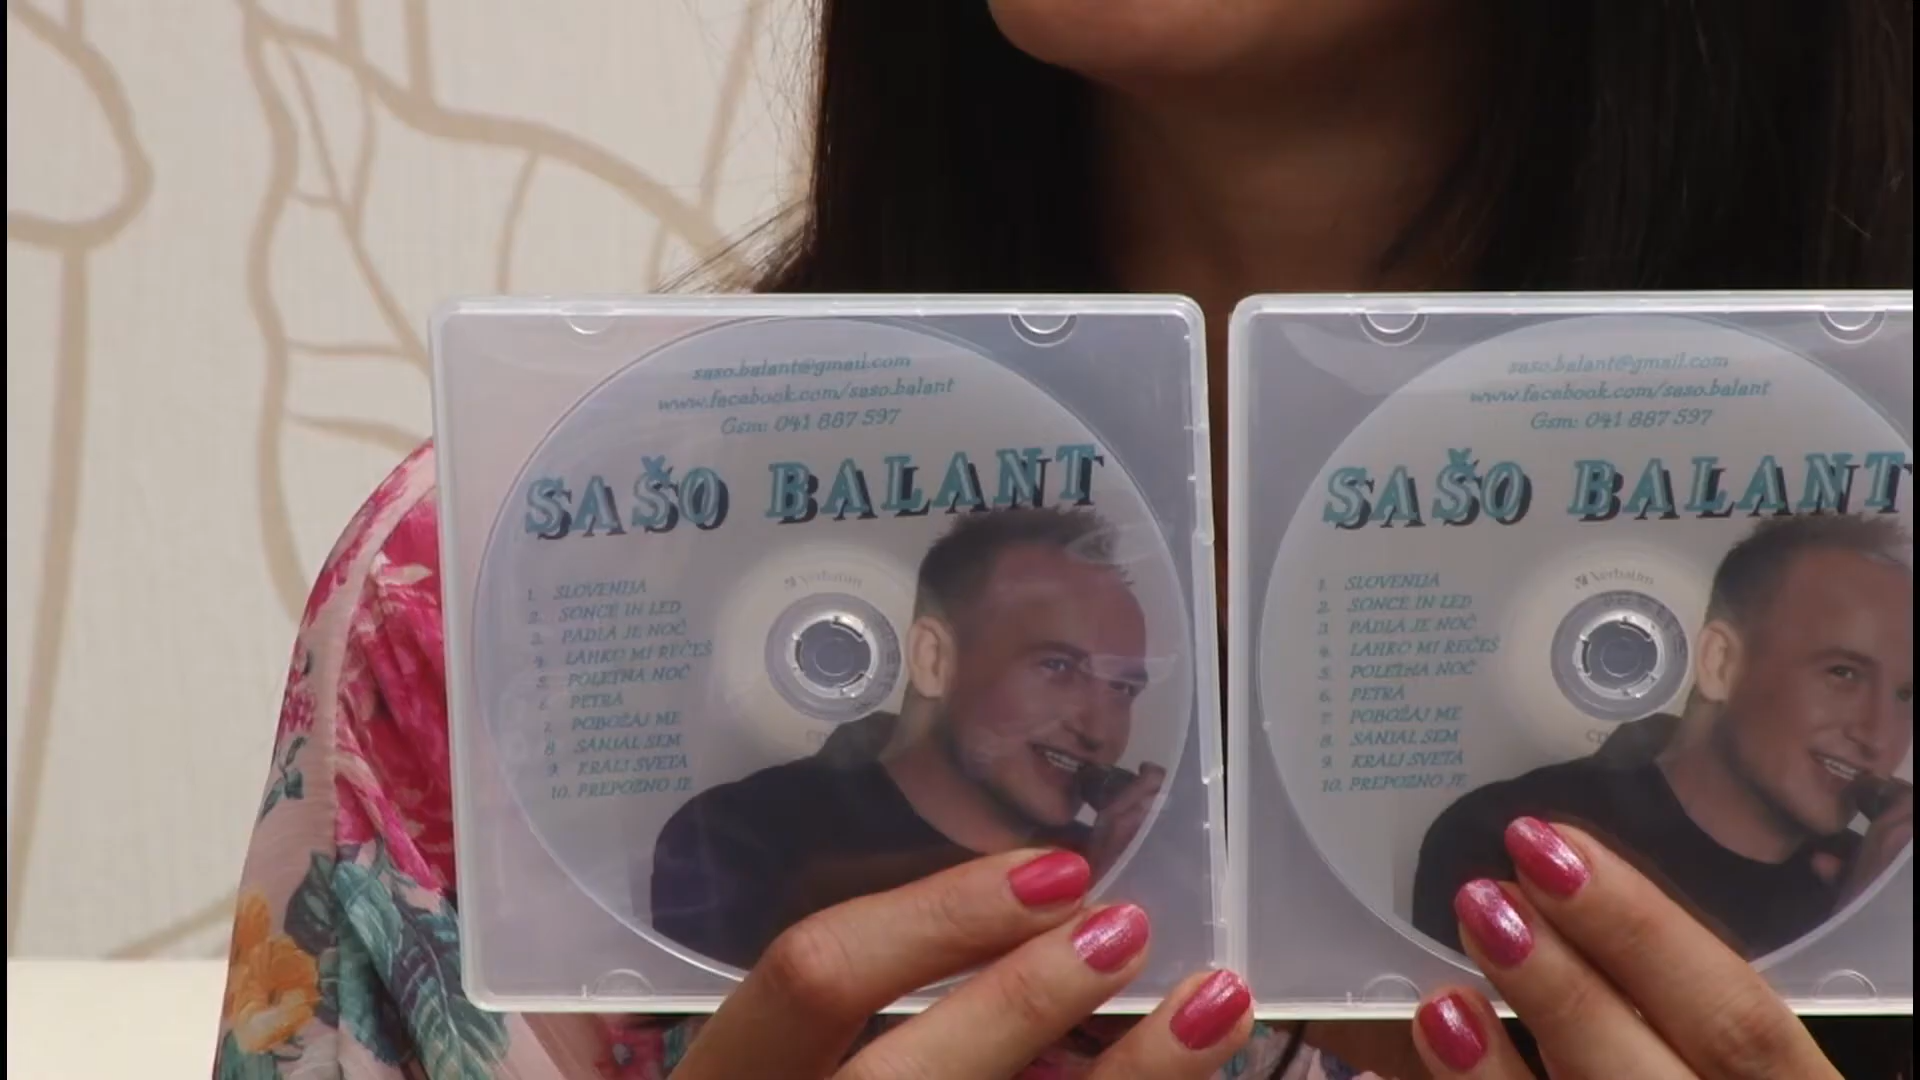 saso.balant@gmail.com
www.facebook.com/saso.balant
Gsm: 041 887 597
SAŠO BALANT
Verbatim
1. SLOVENIJA
2. SONCE IN LED
3. PADLA JE NOČ
4. LAHKO MI REČEŠ
5. POLETNA NOČ
6. PETRA
7. POBOŽAJ ME
8. SANJAL SEM
9. KRALJ SVETA
10. PREPOZNO JE
saso.balant@gmail.com
www.facebook.com/saso.balant
Gsm: 041 887 597
SAŠO BALANT
Verbatim
1. SLOVENIJA
2. SONCE IN LED
3. PADLA JE NOČ
4. LAHKO MI REČEŠ
5. POLETNA NOČ
6. PETRA
7. POBOŽAJ ME
8. SANJAL SEM
9. KRALJ SVETA
10. PREPOZNO JE